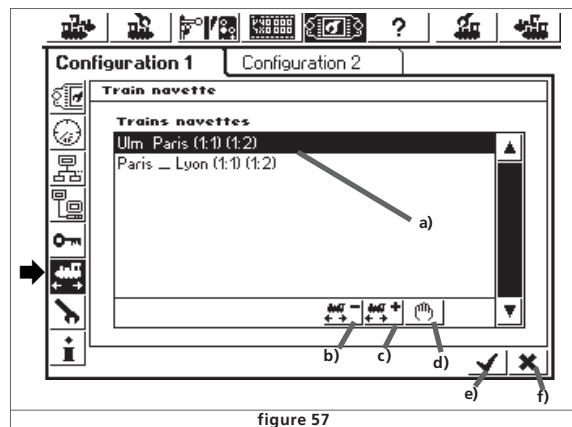 ?
Configuration 1
Configuration 2
Train navette
Trains navettes
Ulm Paris (1:1) (1:2)
Paris _ Lyon (1:1) (1:2)
a)
b)
c)
d)
e)
f)
figure 57